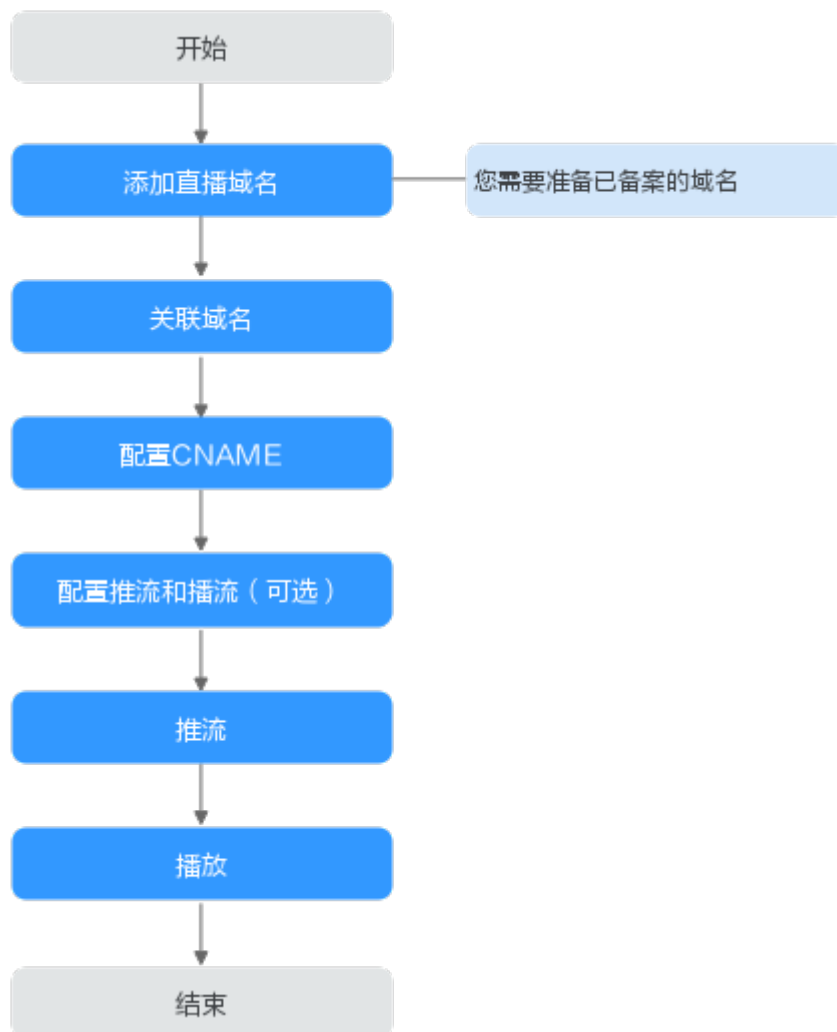 开始
添加直播域名
您需要准备已备案的域名
关联域名
配置CNAME
配置推流和播流（可选）
推流
播放
结束